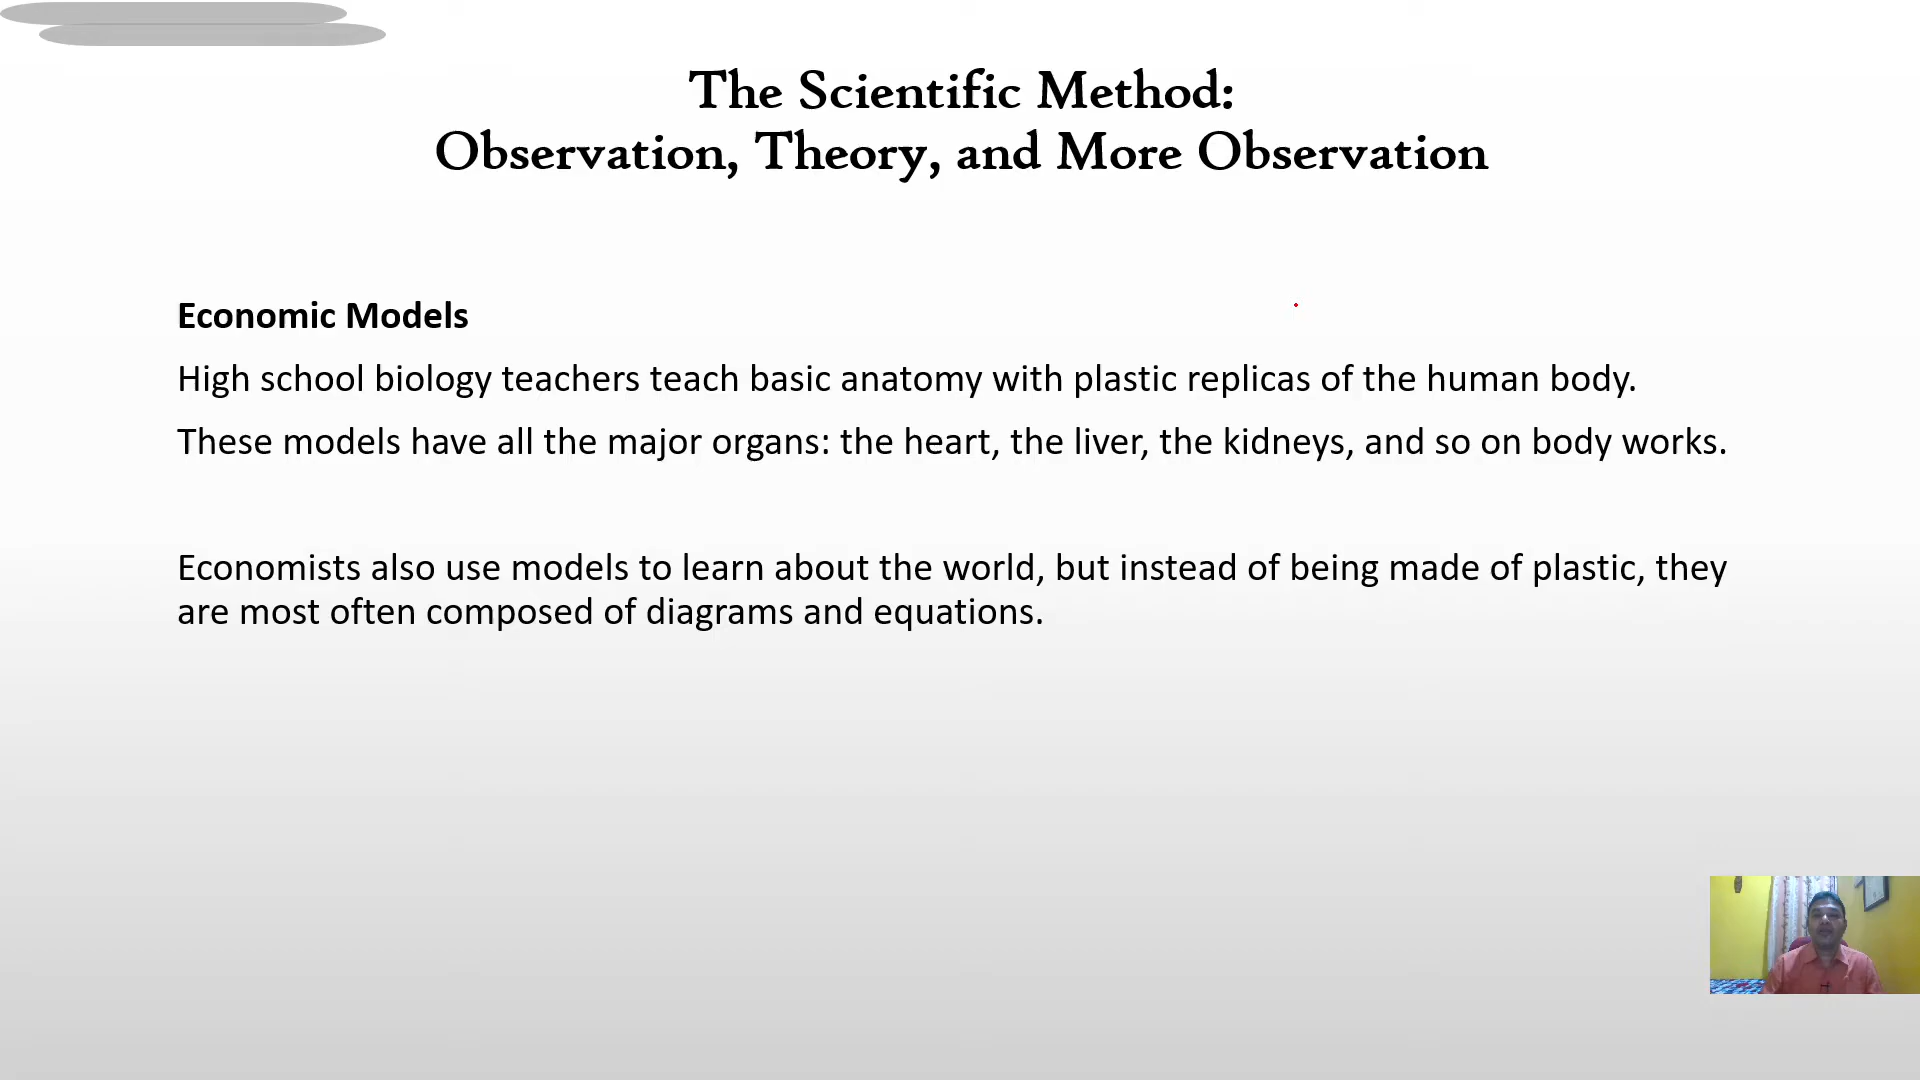 The Scientific Method:
Observation, Theory, and More Observation
Economic Models
High school biology teachers teach basic anatomy with plastic replicas of the human body.
These models have all the major organs: the heart, the liver, the kidneys, and so on body works.
Economists also use models to learn about the world, but instead of being made of plastic, they
are most often composed of diagrams and equations.